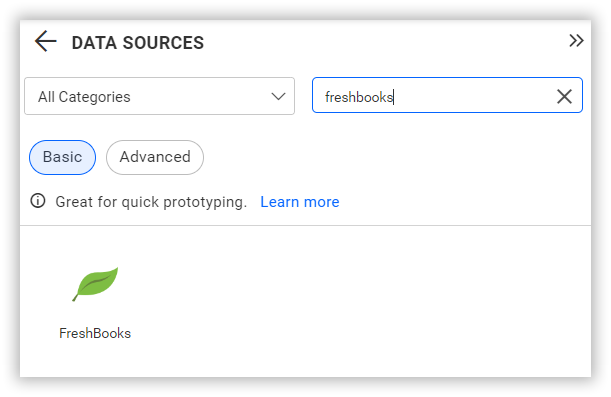 DATA SOURCES
All Categories
freshbooks
Basic
Advanced
Great for quick prototyping. Learn more
FreshBooks